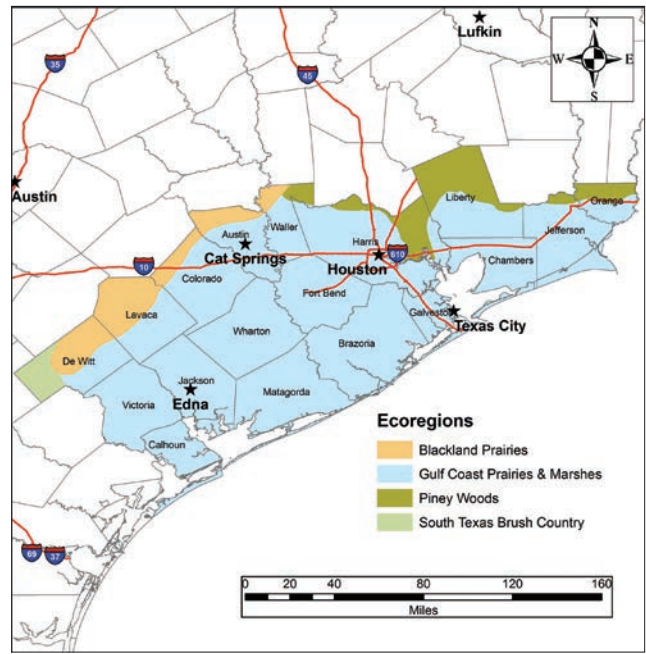 Lufkin
N
W
E
S
35
45
Austin
Liberty
Orange
Waller
Austin
Harris
Jefferson
Cat Springs
610
10
Houston
Chambers
Colorado
Fort Bend
Galveston
Texas City
Lavaca
Wharton
Brazoria
De Witt
Jackson
Edna
Matagorda
Victoria
Calhoun
Ecoregions
Blackland Prairies
Gulf Coast Prairies & Marshes
Piney Woods
South Texas Brush Country
69
37
0 20 40 80 120 160
Miles